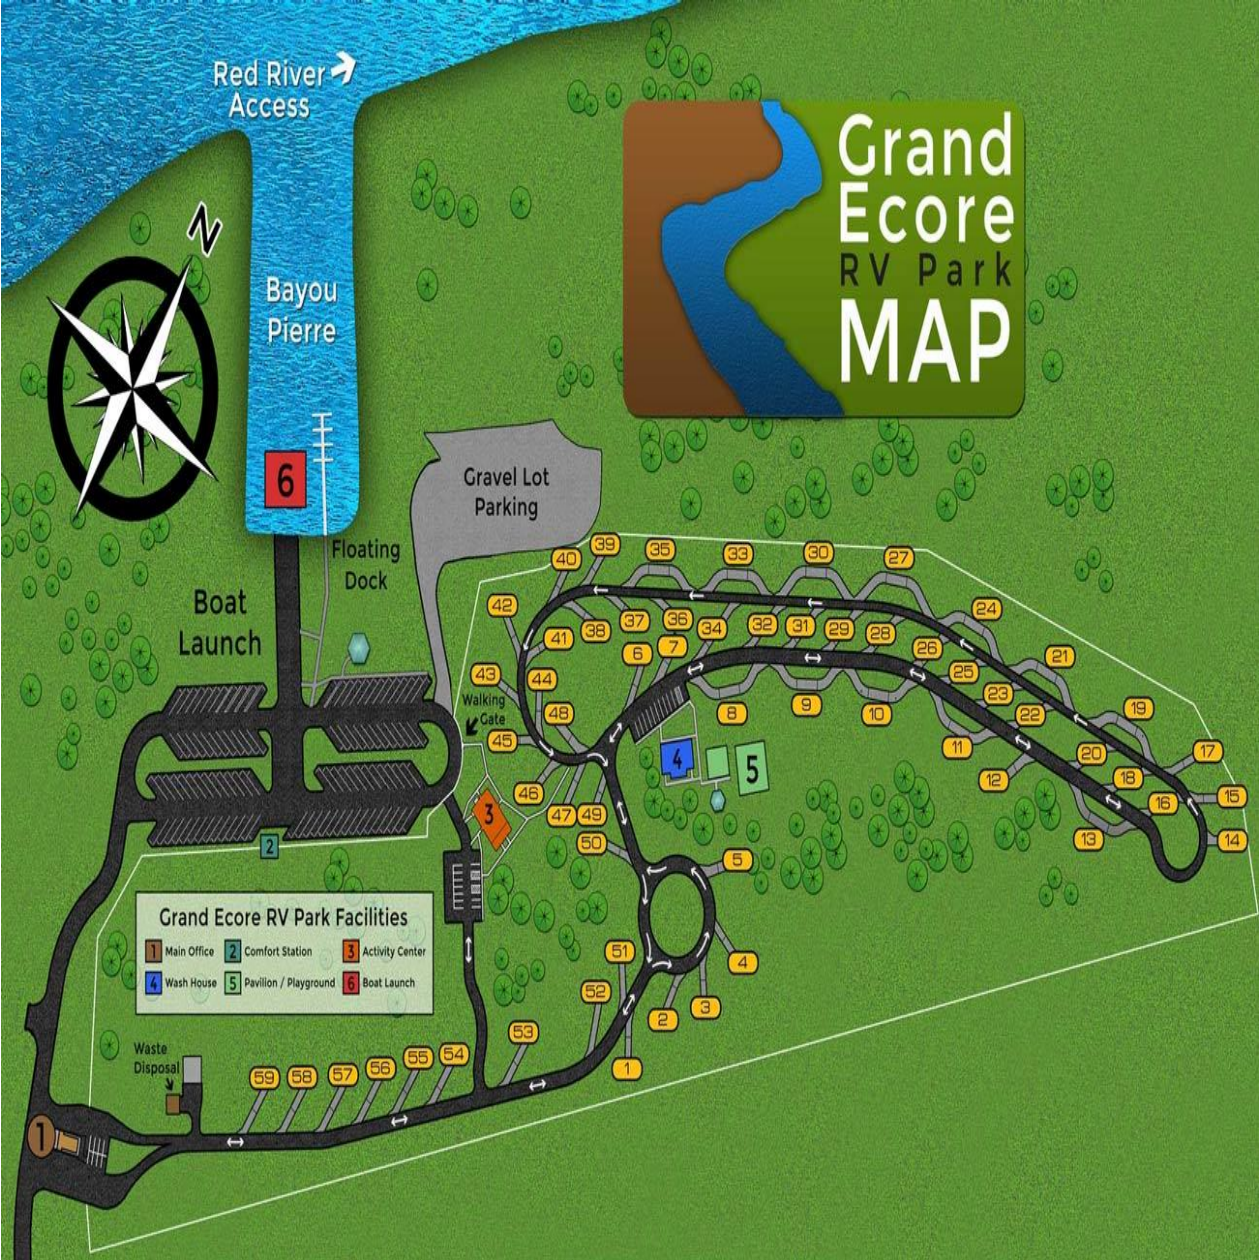 Red River
Access
N
Bayou
Pierre
6
Grand
Ecore
RV Park
MAP
Gravel Lot
Parking
Floating
Dock
Boat
Launch
Walking
Gate
40
39
35
33
30
27
42
41
38
37
36
34
32
31
29
28
24
6
7
26
21
43
44
25
23
48
8
9
10
22
19
45
11
20
17
4
5
12
18
46
16
15
3
47
49
13
14
2
50
5
Grand Ecore RV Park Facilities
1 Main Office
2 Comfort Station
3 Activity Center
4 Wash House
5 Pavilion / Playground
6 Boat Launch
51
4
52
3
2
53
Waste
Disposal
59
58
57
56
55
54
1
1